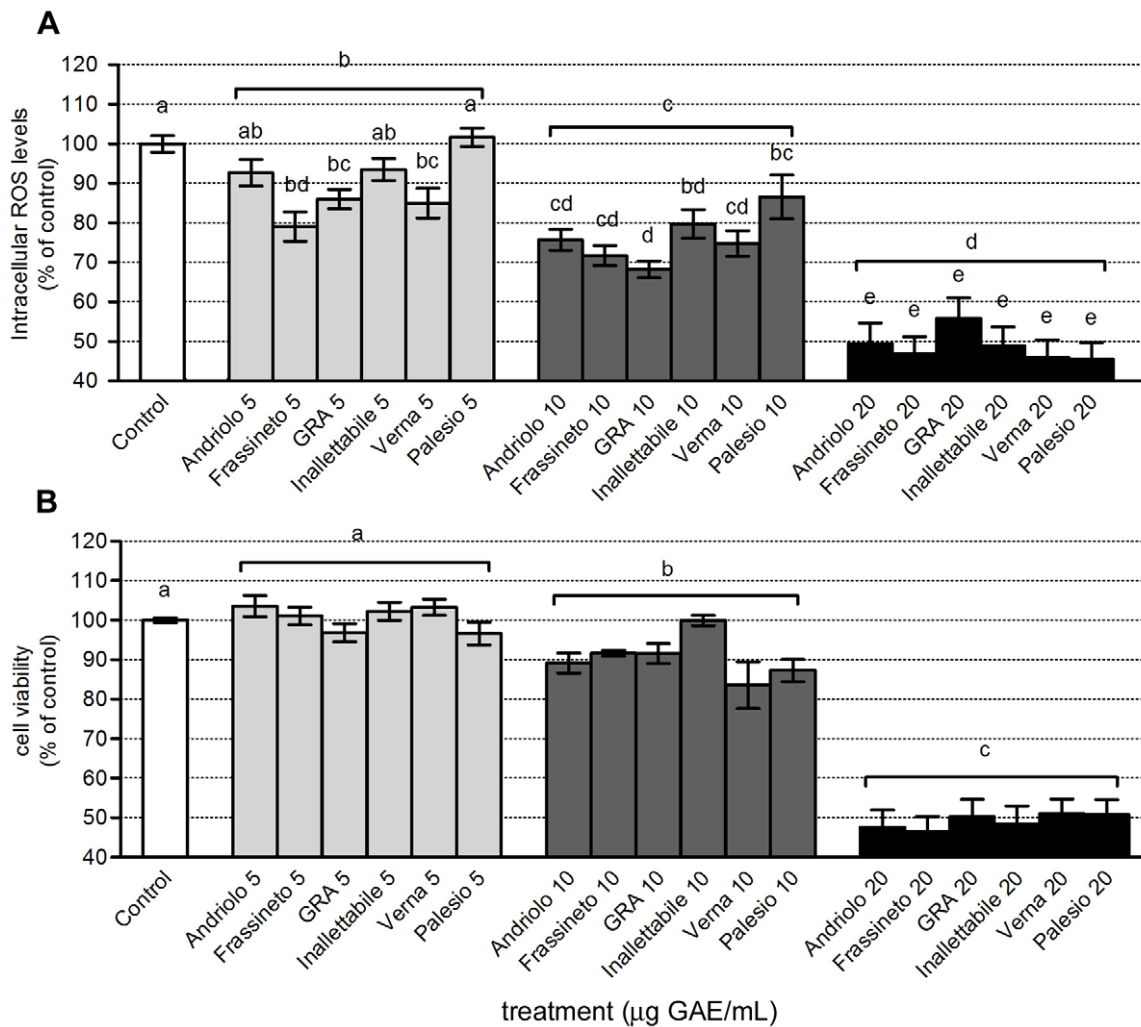 A
Intracellular ROS levels
(% of control)
120
110
100
90
80
70
60
50
40
a
b
ab
bd
bc
ab
bc
a
c
cd
cd
d
bd
cd
bc
d
e
e
e
e
e
e
Control
Andriolo 5
Frassineto 5
GRA 5
Inallettabile 5
Verna 5
Palesio 5
Andriolo 10
Frassineto 10
GRA 10
Inallettabile 10
Verna 10
Palesio 10
Andriolo 20
Frassineto 20
GRA 20
Inallettabile 20
Verna 20
Palesio 20
B
cell viability
(% of control)
120
110
100
90
80
70
60
50
40
a
a
b
c
Control
Andriolo 5
Frassineto 5
GRA 5
Inallettabile 5
Verna 5
Palesio 5
Andriolo 10
Frassineto 10
GRA 10
Inallettabile 10
Verna 10
Palesio 10
Andriolo 20
Frassineto 20
GRA 20
Inallettabile 20
Verna 20
Palesio 20
treatment (μg GAE/mL)